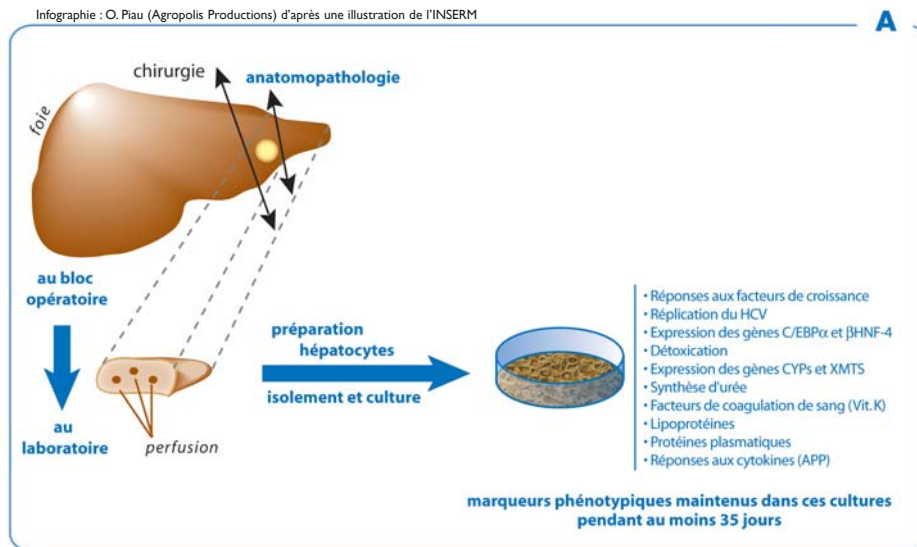 Infographie : O. Piau (Agropolis Productions) d'après une illustration de l'INSERM
A
chirurgie
anatomopathologie
foie
au bloc
opératoire
au
laboratoire
perfusion
préparation
hépatocytes
isolement et culture
• Réponses aux facteurs de croissance
• Réplication du HCV
• Expression des gènes C/EBPα et βHNF-4
• Détoxication
• Expression des gènes CYPs et XMTS
• Synthèse d'urée
• Facteurs de coagulation de sang (Vit. K)
• Lipoprotéines
• Protéines plasmatiques
• Réponses aux cytokines (APP)
marqueurs phénotypiques maintenus dans ces cultures
pendant au moins 35 jours